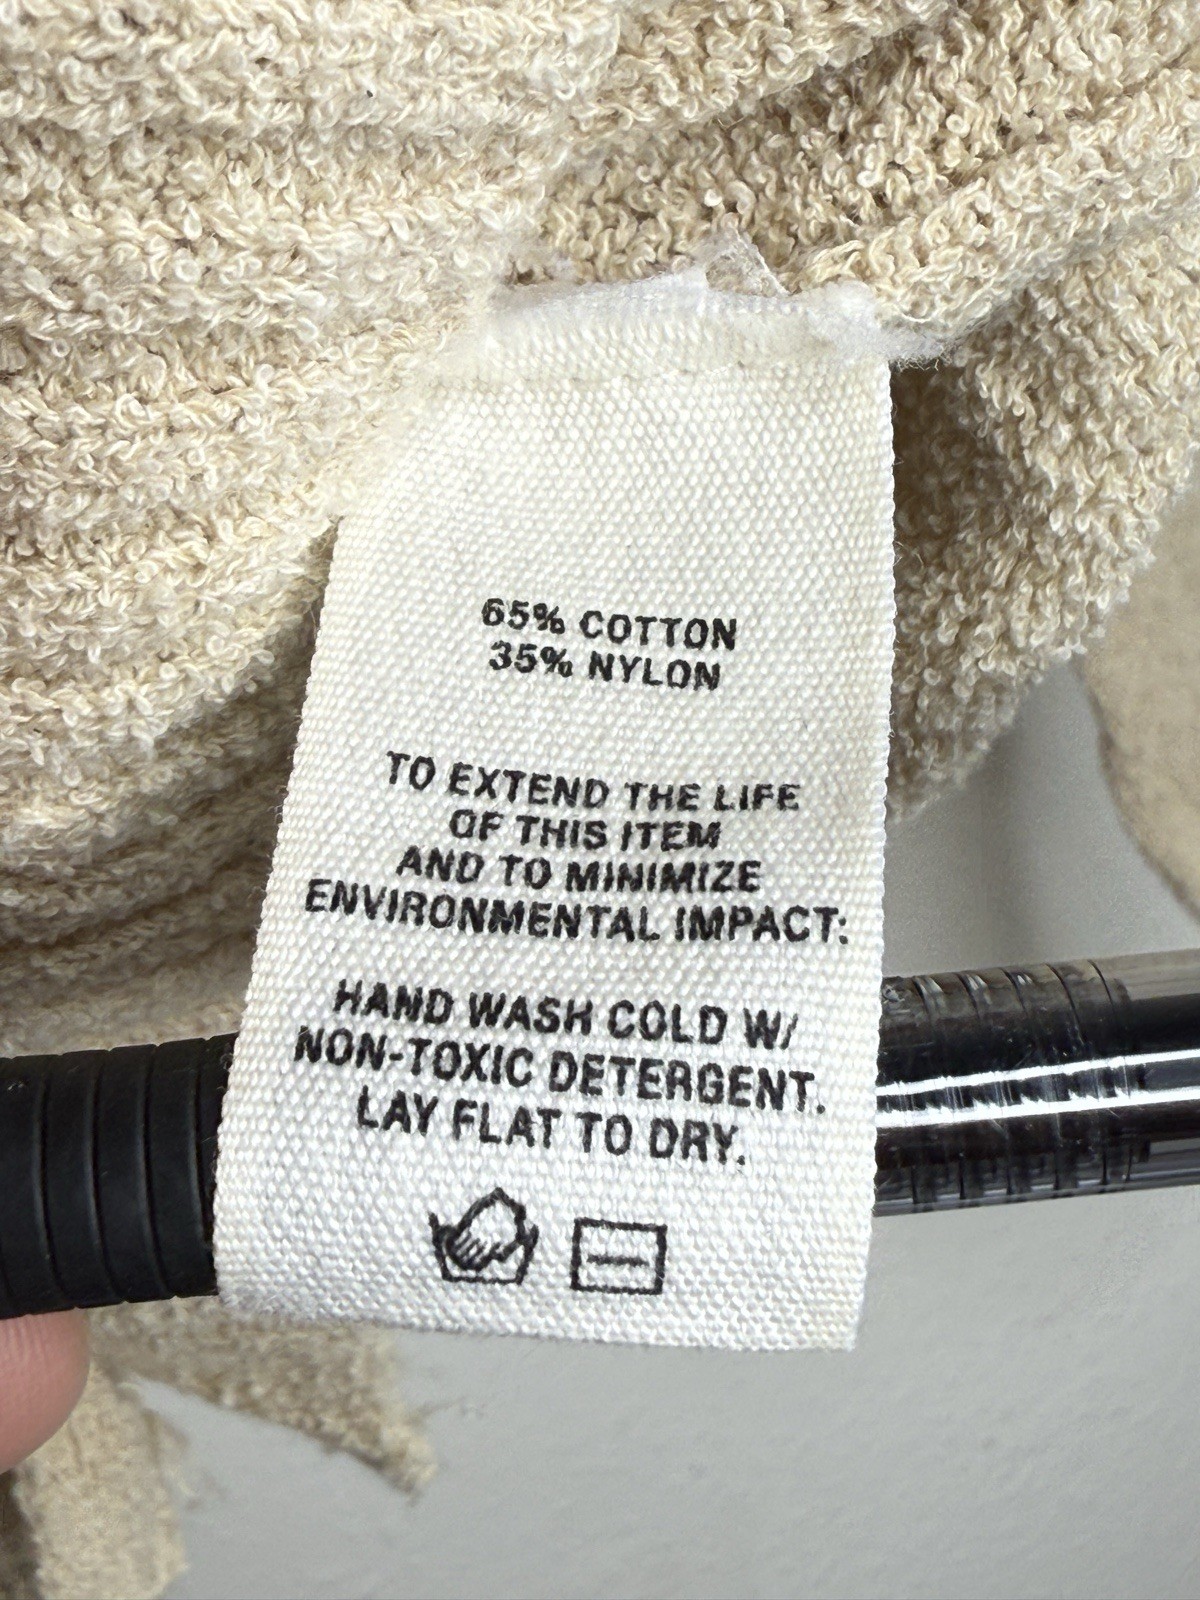 65% COTTON
35% NYLON
TO EXTEND THE LIFE
OF THIS ITEM
AND TO MINIMIZE
ENVIRONMENTAL IMPACT:
HAND WASH COLD W/
NON-TOXIC DETERGENT.
LAY FLAT TO DRY.